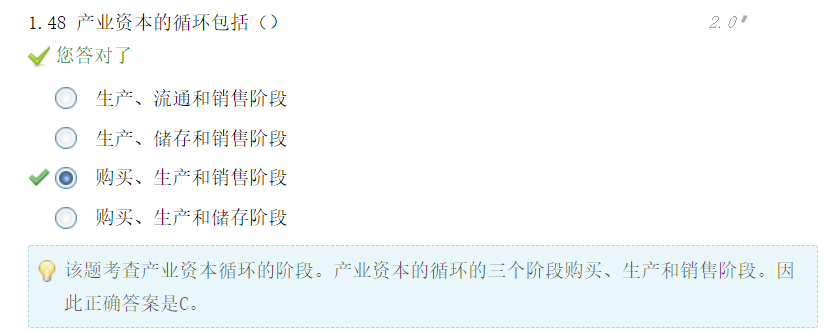 1.48 产业资本的循环包括（） 2.0'
您答对了
生产、流通和销售阶段
生产、储存和销售阶段
购买、生产和销售阶段
购买、生产和储存阶段
该题考查产业资本循环的阶段。产业资本的循环的三个阶段购买、生产和销售阶段。因
此正确答案是C。